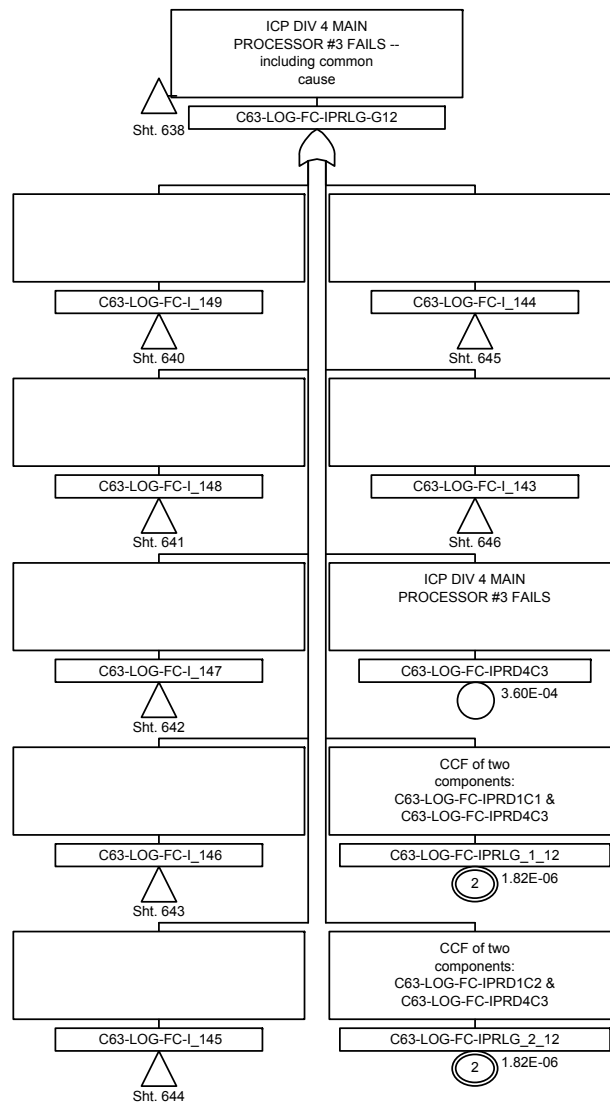 ICP DIV 4 MAIN
PROCESSOR #3 FAILS --
including common
cause
Sht. 638
C63-LOG-FC-IPRLG-G12
C63-LOG-FC-I_149
Sht. 640
C63-LOG-FC-I_144
Sht. 645
C63-LOG-FC-I_148
Sht. 641
C63-LOG-FC-I_143
Sht. 646
C63-LOG-FC-I_147
Sht. 642
ICP DIV 4 MAIN
PROCESSOR #3 FAILS
C63-LOG-FC-IPRD4C3
3.60E-04
C63-LOG-FC-I_146
Sht. 643
CCF of two
components:
C63-LOG-FC-IPRD1C1 &
C63-LOG-FC-IPRD4C3
C63-LOG-FC-IPRLG_1_12
2
1.82E-06
C63-LOG-FC-I_145
Sht. 644
CCF of two
components:
C63-LOG-FC-IPRD1C2 &
C63-LOG-FC-IPRD4C3
C63-LOG-FC-IPRLG_2_12
2
1.82E-06